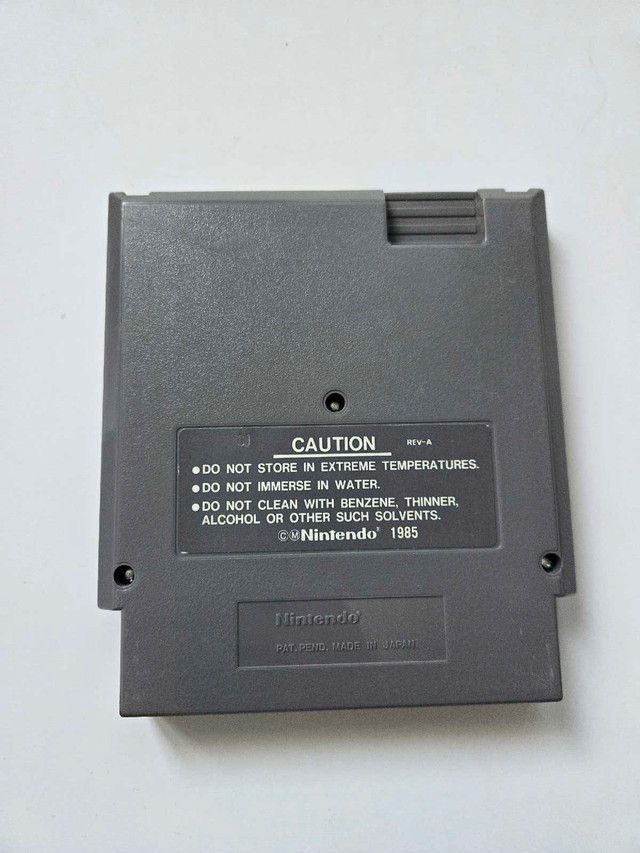 CAUTION REV-A
●DO NOT STORE IN EXTREME TEMPERATURES.
●DO NOT IMMERSE IN WATER.
●DO NOT CLEAN WITH BENZENE, THINNER,
ALCOHOL OR OTHER SUCH SOLVENTS.
©ⓂNintendo® 1985
Nintendo®
PAT. PEND. MADE IN JAPAN